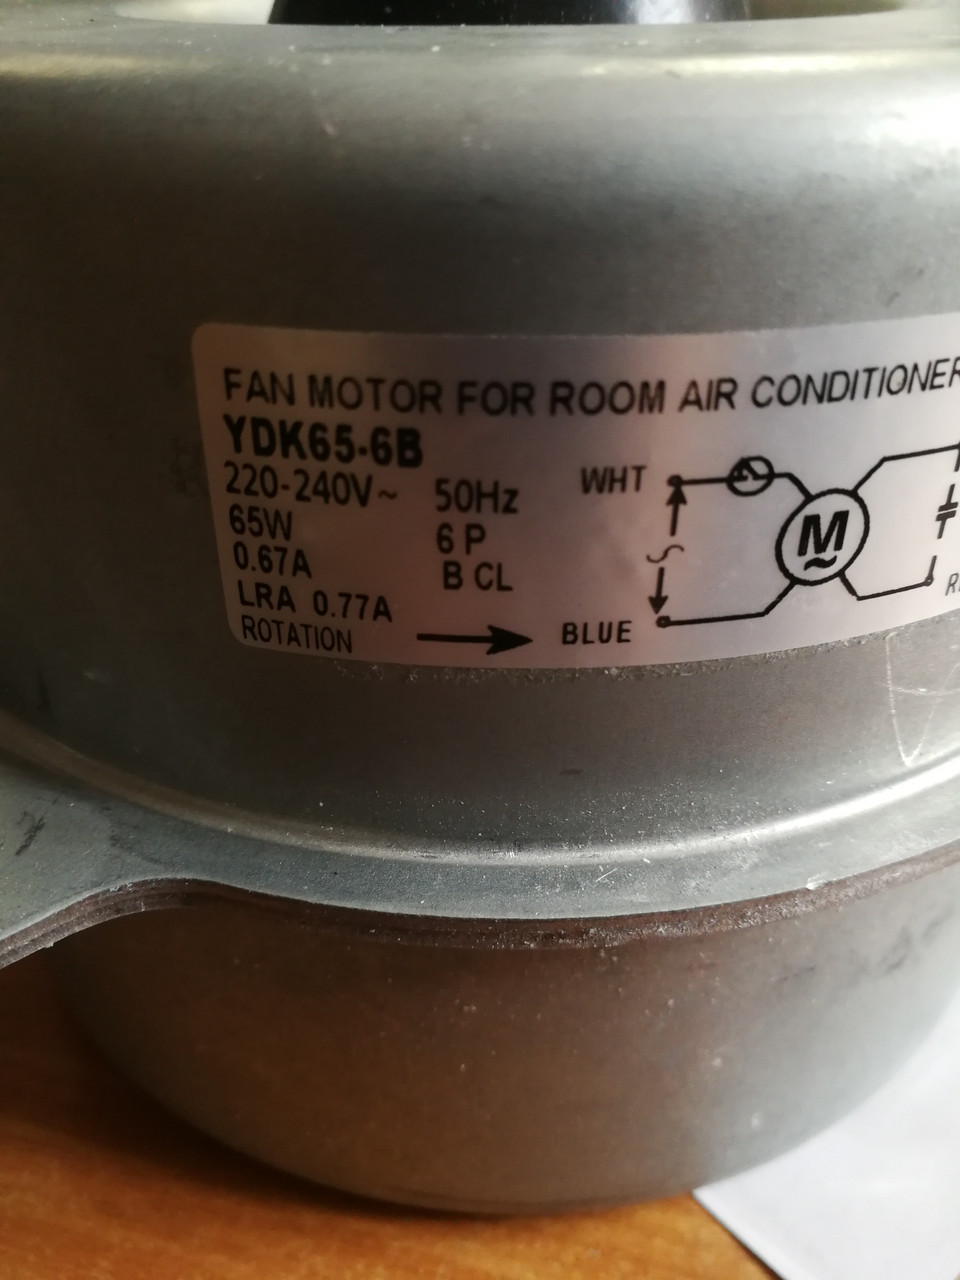 FAN MOTOR FOR ROOM AIR CONDITIONER
YDK65-6B
220-240V~ 50Hz
65W 6 P
0.67A B CL
LRA 0.77A
ROTATION
WHT
M
~
BLUE